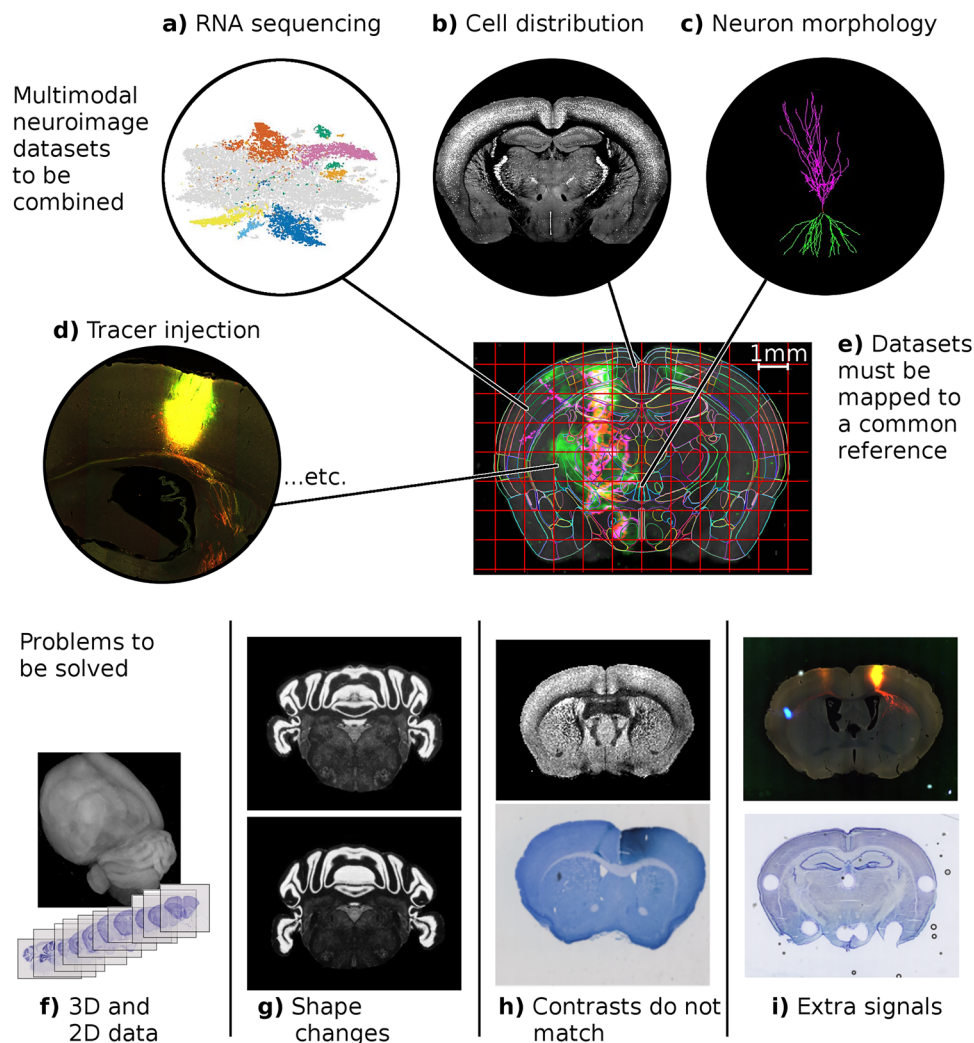 a) RNA sequencing
b) Cell distribution
c) Neuron morphology
Multimodal
neuroimage
datasets
to be
combined
d) Tracer injection
...etc.
1mm
e) Datasets
must be
mapped to
a common
reference
Problems to
be solved
f) 3D and
2D data
g) Shape
changes
h) Contrasts do not
match
i) Extra signals